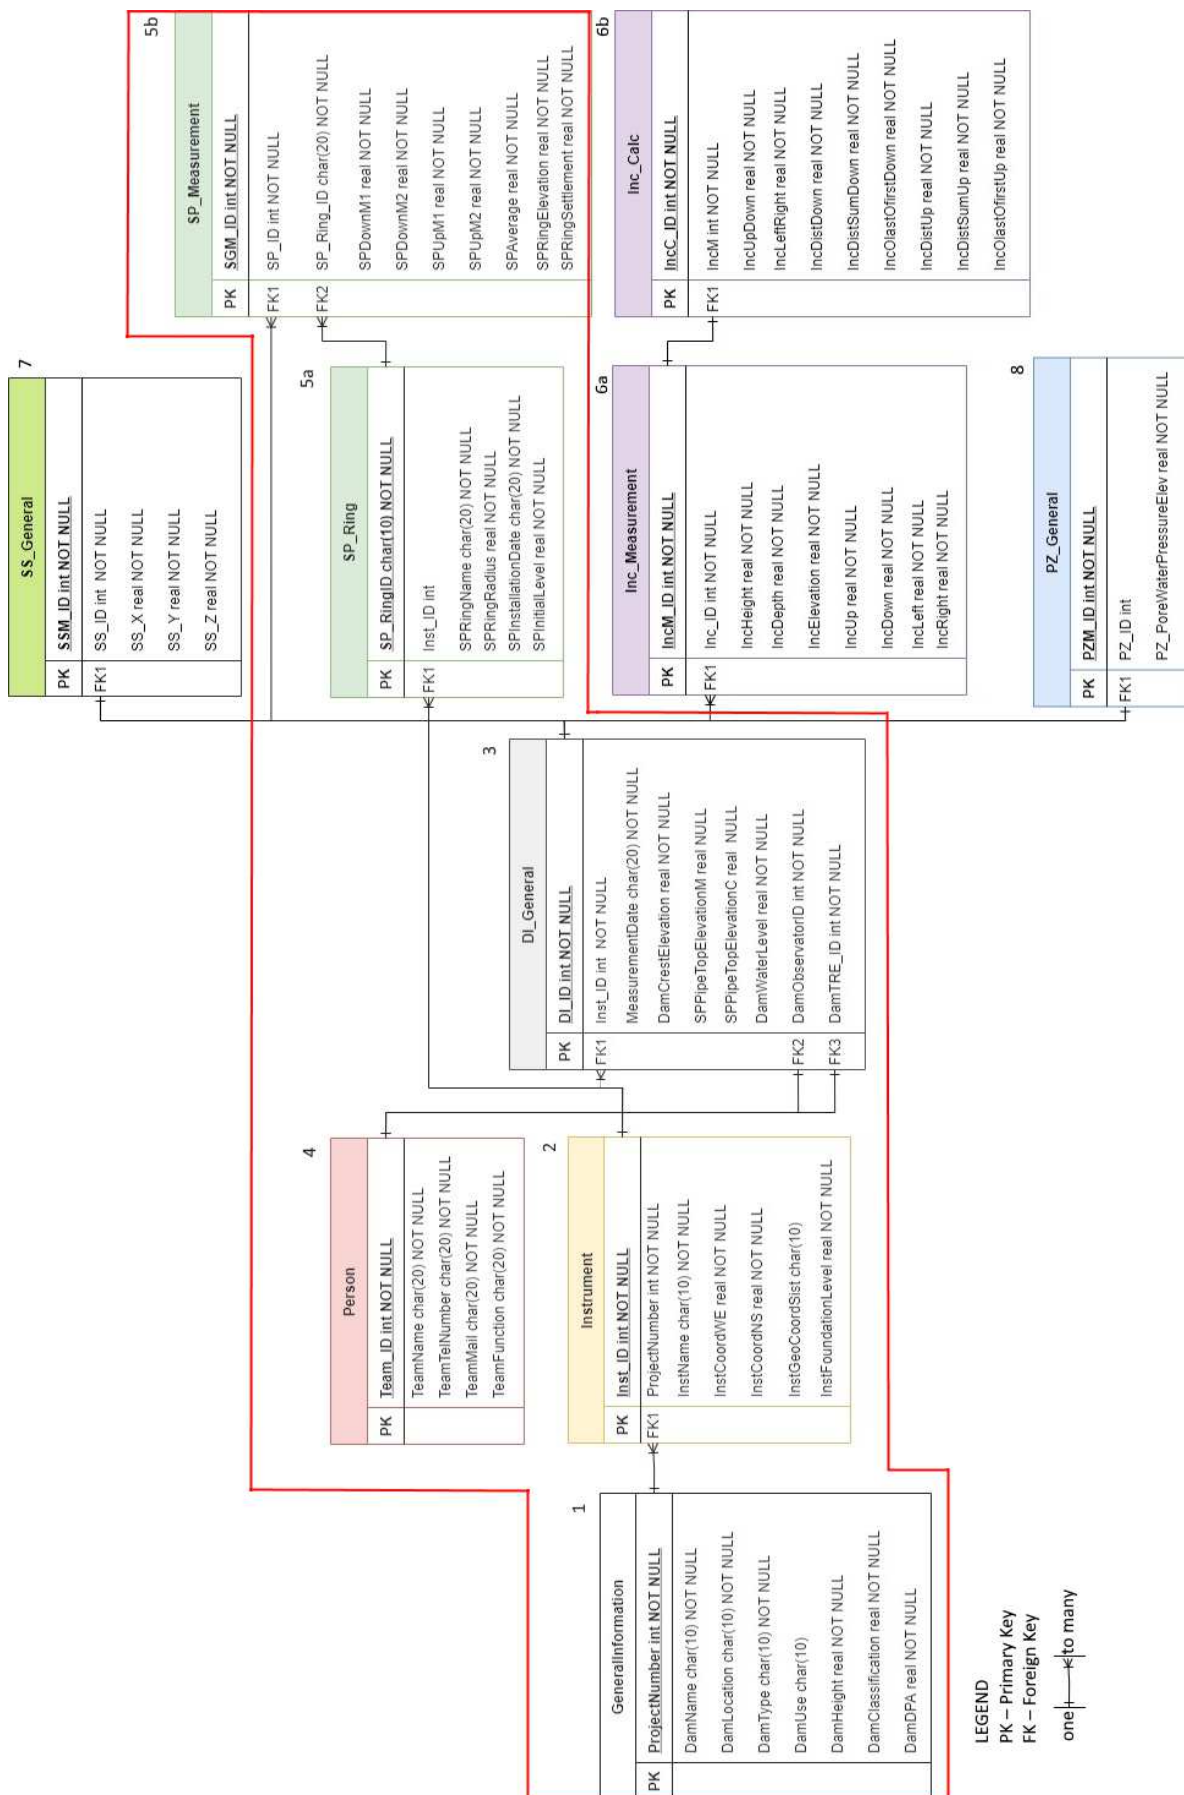 1
GeneralInformation
PK ProjectNumber int NOT NULL
DamName char(10) NOT NULL
DamLocation char(10) NOT NULL
DamType char(10) NOT NULL
DamUse char(10)
DamHeight real NOT NULL
DamClassification real NOT NULL
DamDPA real NOT NULL
LEGEND
PK – Primary Key
FK – Foreign Key
one to many
4
Person
PK Team_ID int NOT NULL
TeamName char(20) NOT NULL
TeamTelNumber char(20) NOT NULL
TeamMail char(20) NOT NULL
TeamFunction char(20) NOT NULL
2
Instrument
PK Inst_ID int NOT NULL
FK1 ProjectNumber int NOT NULL
InstName char(10) NOT NULL
InstCoordWE real NOT NULL
InstCoordNS real NOT NULL
InstGeoCoordSist char(10)
InstFoundationLevel real NOT NULL
3
DI_General
PK DI_ID int NOT NULL
FK1 Inst_ID int NOT NULL
MeasurementDate char(20) NOT NULL
DamCrestElevation real NOT NULL
SPPipeTopElevationM real NULL
SPPipeTopElevationC real NULL
DamWaterLevel real NOT NULL
FK2 DamObservatorID int NOT NULL
FK3 DamTRE_ID int NOT NULL
7
SS_General
PK SSM_ID int NOT NULL
FK1 SS_ID int NOT NULL
SS_X real NOT NULL
SS_Y real NOT NULL
SS_Z real NOT NULL
5a
SP_Ring
PK SP_RingID char(10) NOT NULL
FK1 Inst_ID int
SPRingName char(20) NOT NULL
SPRingRadius real NOT NULL
SPInstallationDate char(20) NOT NULL
SPInitialLevel real NOT NULL
6a
Inc_Measurement
PK IncM_ID int NOT NULL
FK1 Inc_ID int NOT NULL
IncHeight real NOT NULL
IncDepth real NOT NULL
IncElevation real NOT NULL
IncUp real NOT NULL
IncDown real NOT NULL
IncLeft real NOT NULL
IncRight real NOT NULL
8
PZ_General
PK PZM_ID int NOT NULL
FK1 PZ_ID int
PZ_PoreWaterPressureElev real NOT NULL
5b
SP_Measurement
PK SGM_ID int NOT NULL
FK1 SP_ID int NOT NULL
FK2 SP_Ring_ID char(20) NOT NULL
SPDownM1 real NOT NULL
SPDownM2 real NOT NULL
SPUpM1 real NOT NULL
SPUpM2 real NOT NULL
SPAverage real NOT NULL
SPRingElevation real NOT NULL
SPRingSettlement real NOT NULL
6b
Inc_Calc
PK IncC_ID int NOT NULL
FK1 IncM int NOT NULL
IncUpDown real NOT NULL
IncLeftRight real NOT NULL
IncDistDown real NOT NULL
IncDistSumDown real NOT NULL
IncOlastOfirstDown real NOT NULL
IncDistUp real NOT NULL
IncDistSumUp real NOT NULL
IncOlastOfirstUp real NOT NULL